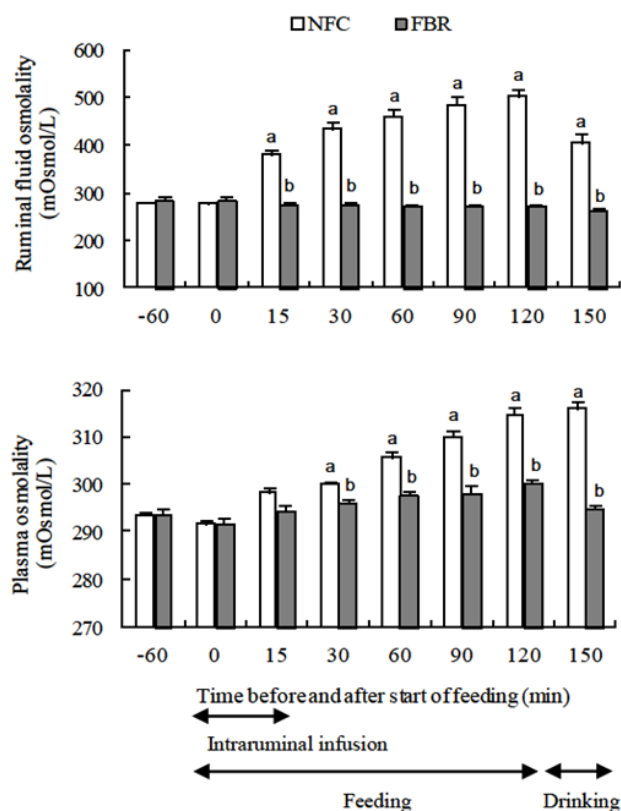 NFC FBR
Ruminal fluid osmolality
(mOsmol/L)
600
500
400
300
200
100
a a a a a a
b b b b b b
-60 0 15 30 60 90 120 150
Plasma osmolality
(mOsmol/L)
320
310
300
290
280
270
a a a a a
b b b b b
-60 0 15 30 60 90 120 150
Time before and after start of feeding (min)
Intraruminal infusion
Feeding Drinking